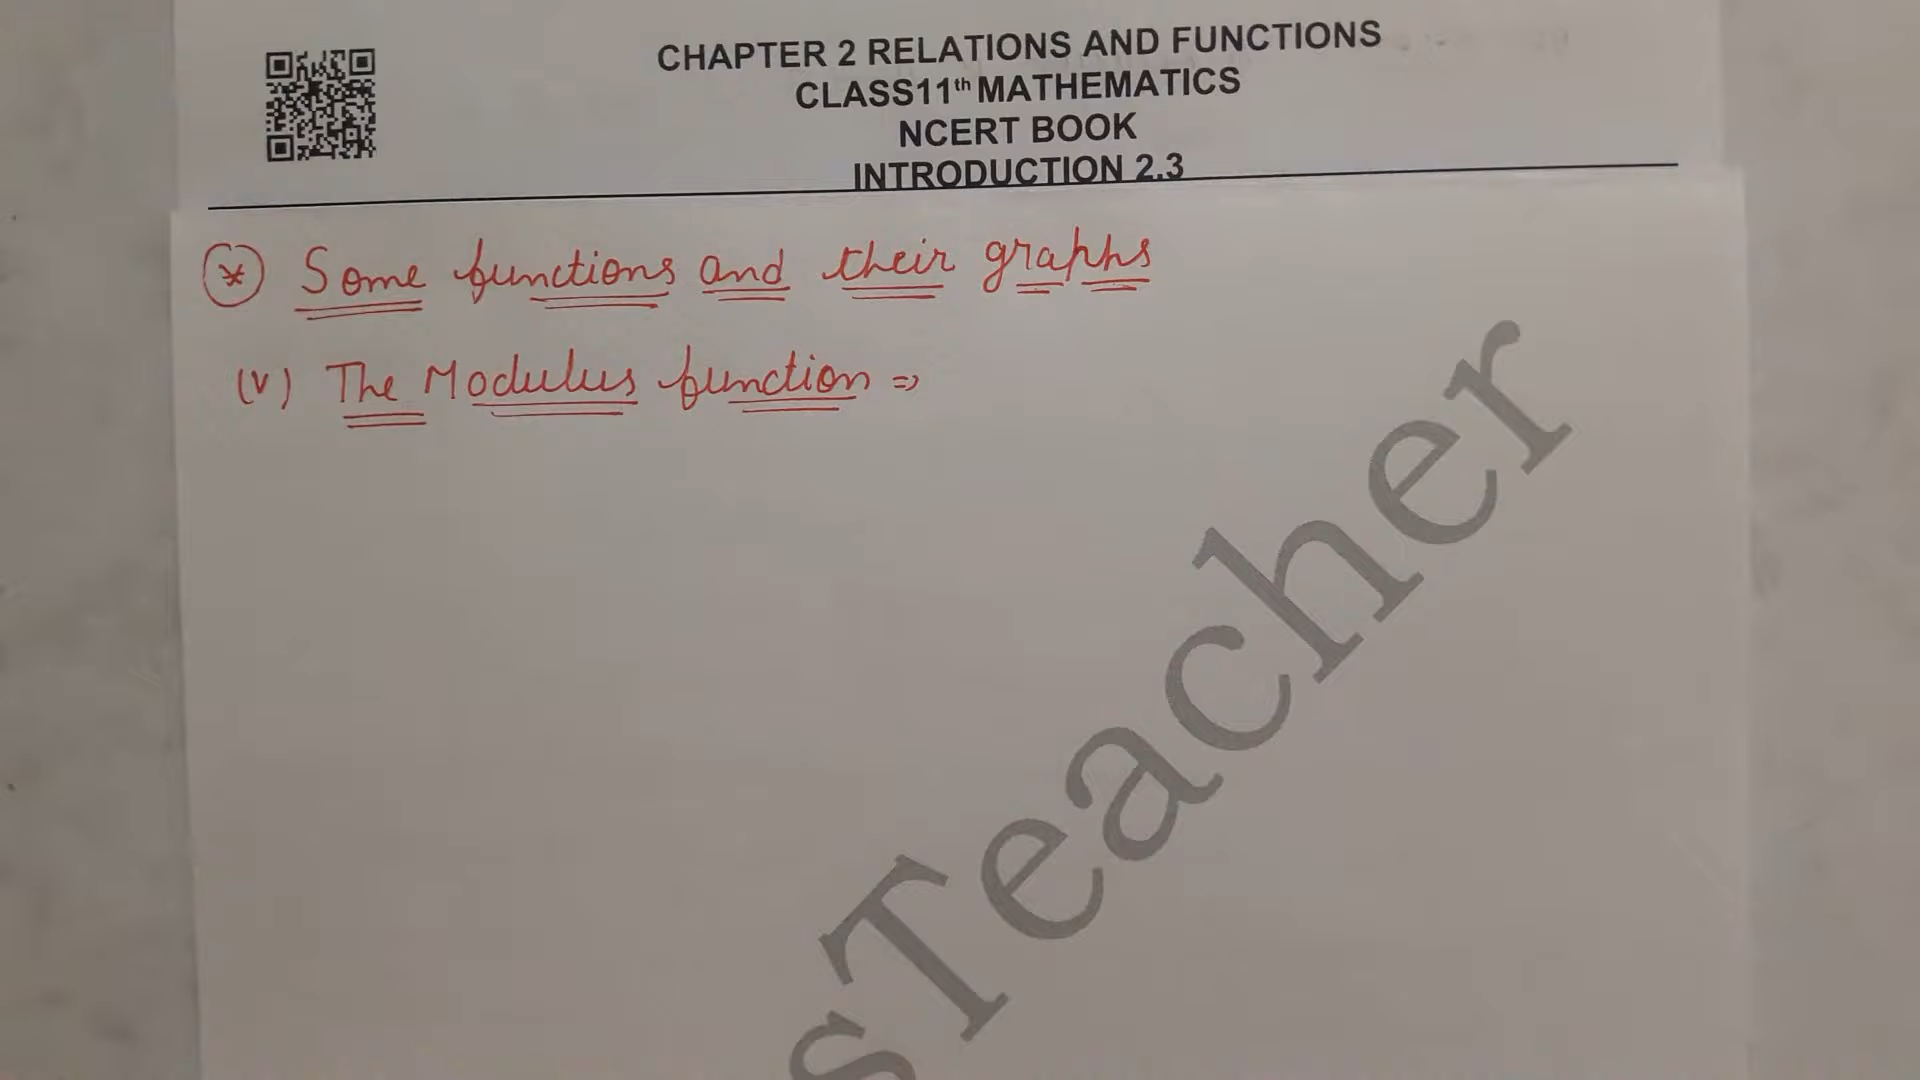 CHAPTER 2 RELATIONS AND FUNCTIONS
CLASS11th MATHEMATICS
NCERT BOOK
INTRODUCTION 2.3
* Some functions and their graphs
(V) The Modulus function =>
sTeacher